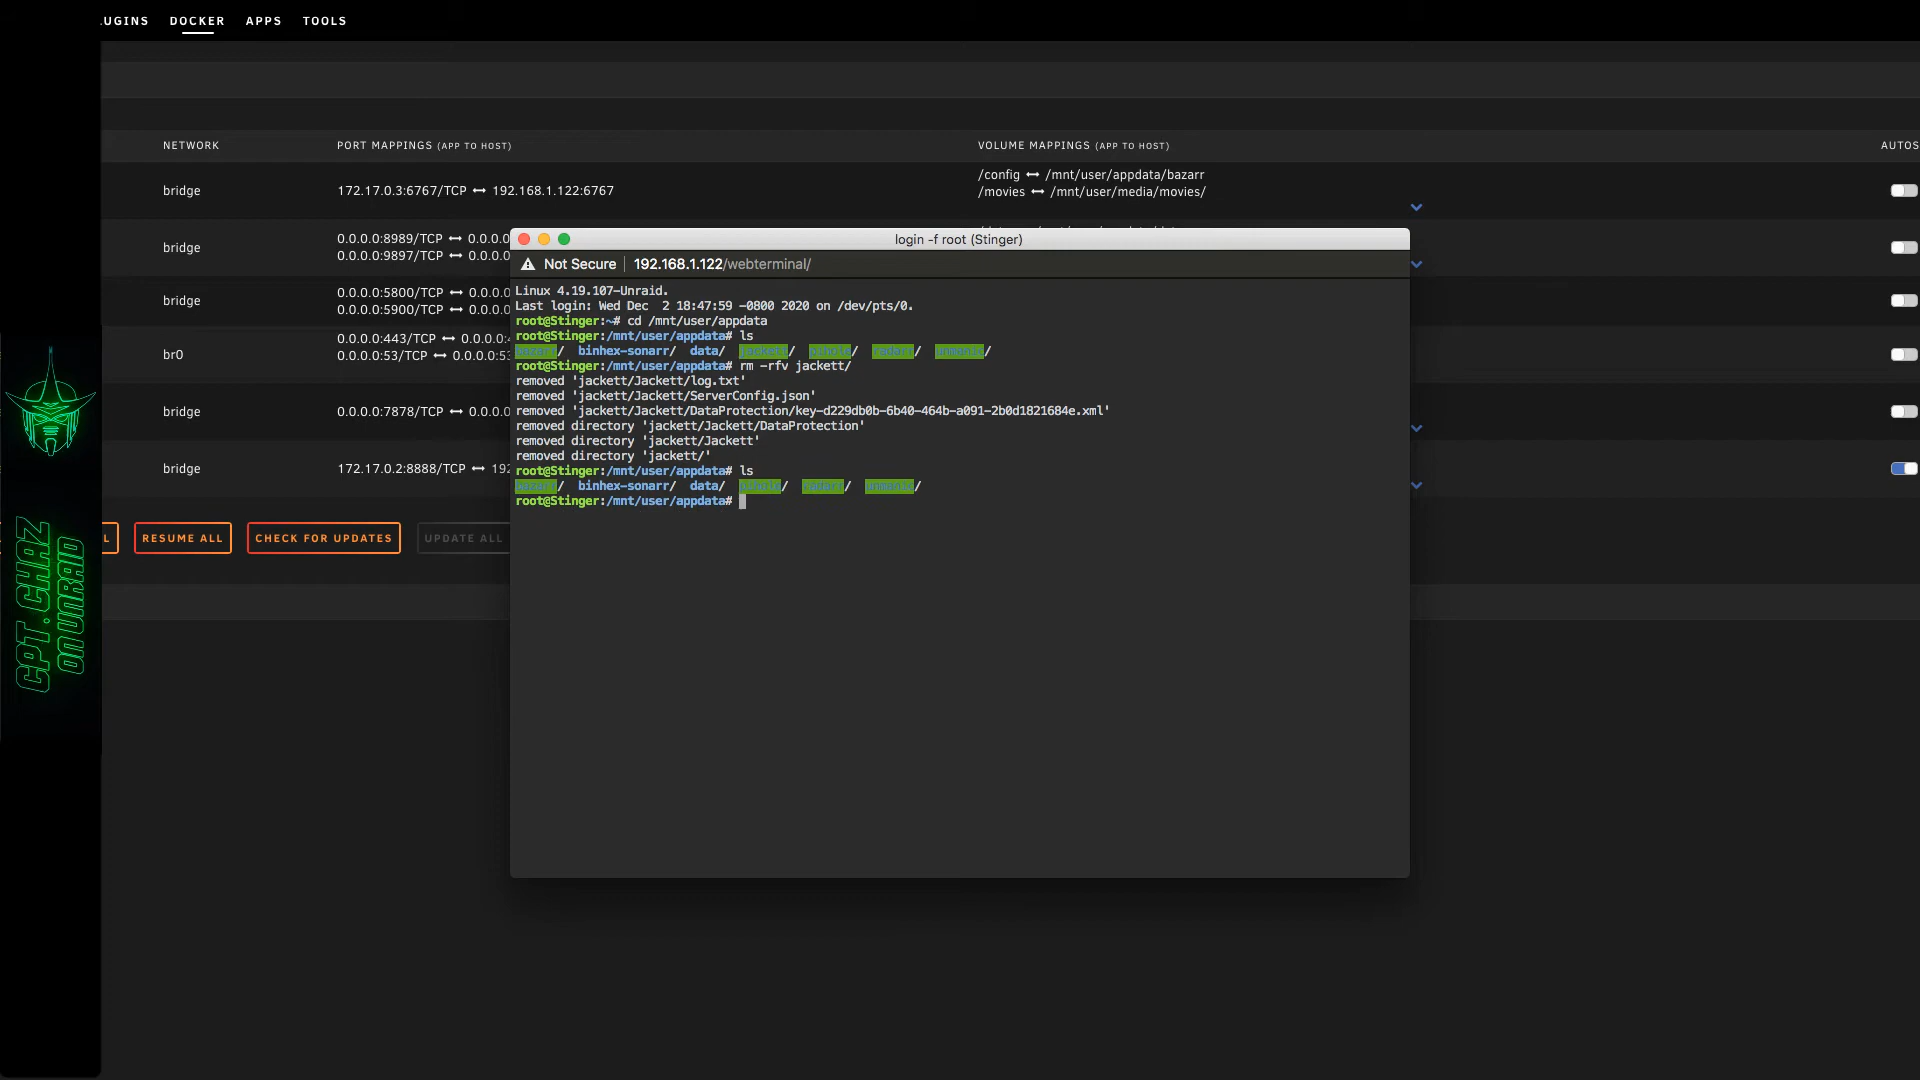 .UGINS DOCKER APPS TOOLS
NETWORK PORT MAPPINGS (APP TO HOST) VOLUME MAPPINGS (APP TO HOST) AUTOS
bridge 172.17.0.3:6767/TCP ↔ 192.168.1.122:6767 /config ↔ /mnt/user/appdata/bazarr
/movies ↔ /mnt/user/media/movies/
bridge 0.0.0.0:8989/TCP ↔ 0.0.0.0
0.0.0.0:9897/TCP ↔ 0.0.0.0
bridge 0.0.0.0:5800/TCP ↔ 0.0.0.0
0.0.0.0:5900/TCP ↔ 0.0.0.0
br0 0.0.0.0:443/TCP ↔ 0.0.0.0:4
0.0.0.0:53/TCP ↔ 0.0.0.0:53
bridge 0.0.0.0:7878/TCP ↔ 0.0.0.0
bridge 172.17.0.2:8888/TCP ↔ 192
L RESUME ALL CHECK FOR UPDATES UPDATE ALL
CPT.CHAZ
ON UNRAID
login -f root (Stinger)
Not Secure 192.168.1.122/webterminal/
Linux 4.19.107-Unraid.
Last login: Wed Dec  2 18:47:59 -0800 2020 on /dev/pts/0.
root@Stinger:~# cd /mnt/user/appdata
root@Stinger:/mnt/user/appdata# ls
bazarr/ binhex-sonarr/ data/ jackett/ pihole/ radarr/ unmanic/
root@Stinger:/mnt/user/appdata# rm -rfv jackett/
removed 'jackett/Jackett/log.txt'
removed 'jackett/Jackett/ServerConfig.json'
removed 'jackett/Jackett/DataProtection/key-d229db0b-6b40-464b-a091-2b0d1821684e.xml'
removed directory 'jackett/Jackett/DataProtection'
removed directory 'jackett/Jackett'
removed directory 'jackett/'
root@Stinger:/mnt/user/appdata# ls
bazarr/ binhex-sonarr/ data/ pihole/ radarr/ unmanic/
root@Stinger:/mnt/user/appdata#